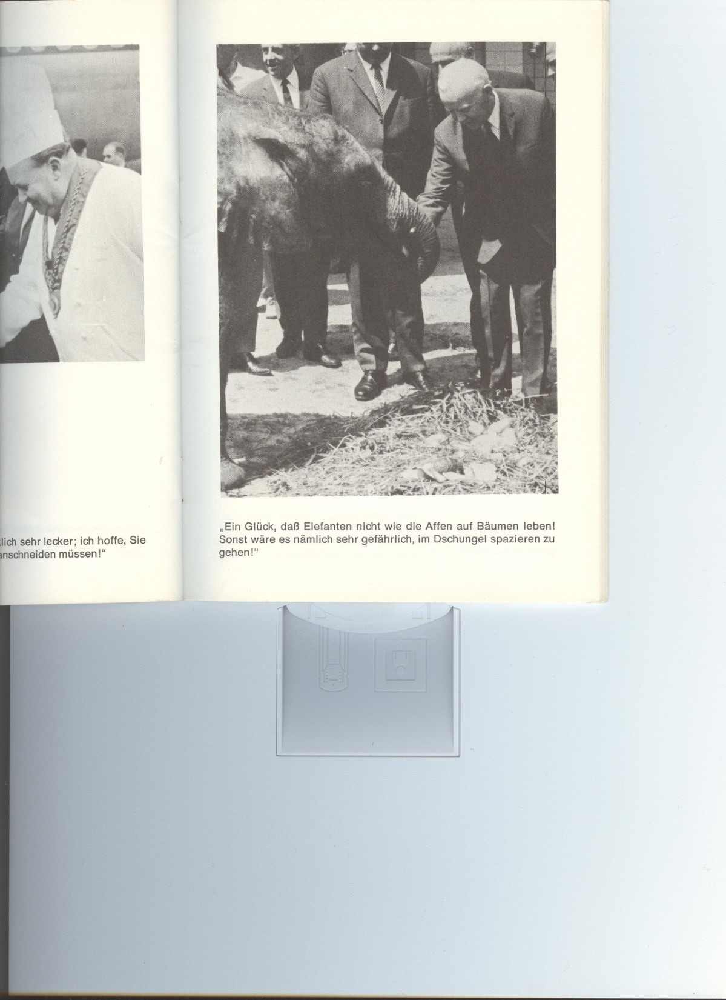 lich sehr lecker; ich hoffe, Sie
anschneiden müssen!“
„Ein Glück, daß Elefanten nicht wie die Affen auf Bäumen leben!
Sonst wäre es nämlich sehr gefährlich, im Dschungel spazieren zu
gehen!“